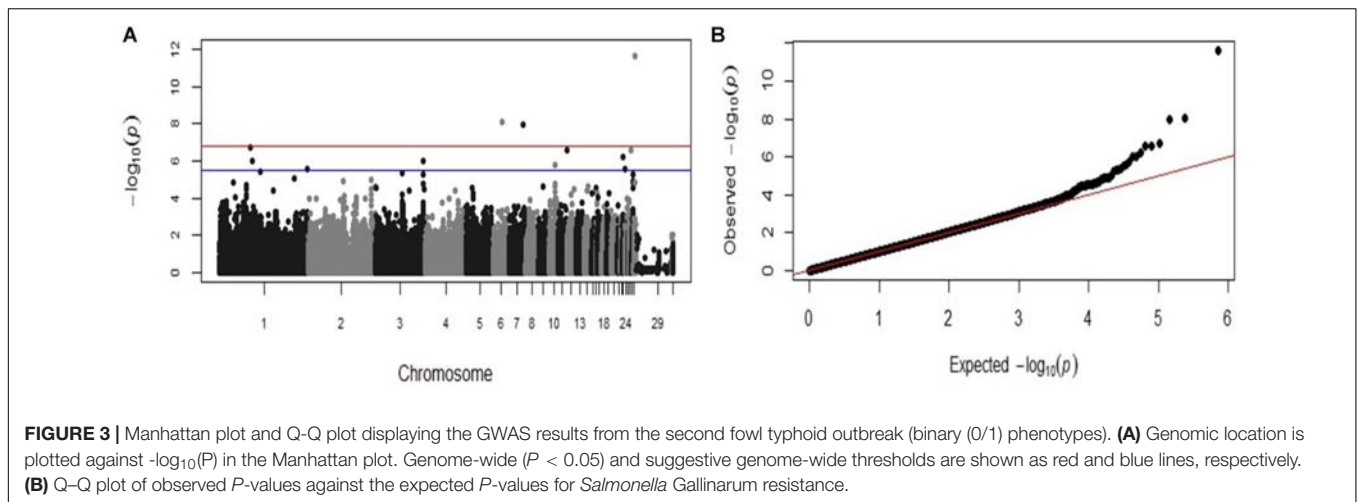 A
−log₁₀(p)
12
10
8
6
4
2
0
1 2 3 4 5 6 7 8 10 13 18 24 29
Chromosome
B
Observed −log₁₀(p)
10
8
6
4
2
0
0 1 2 3 4 5 6
Expected −log₁₀(p)
FIGURE 3 | Manhattan plot and Q-Q plot displaying the GWAS results from the second fowl typhoid outbreak (binary (0/1) phenotypes). (A) Genomic location is
plotted against -log₁₀(P) in the Manhattan plot. Genome-wide (P < 0.05) and suggestive genome-wide thresholds are shown as red and blue lines, respectively.
(B) Q–Q plot of observed P-values against the expected P-values for Salmonella Gallinarum resistance.